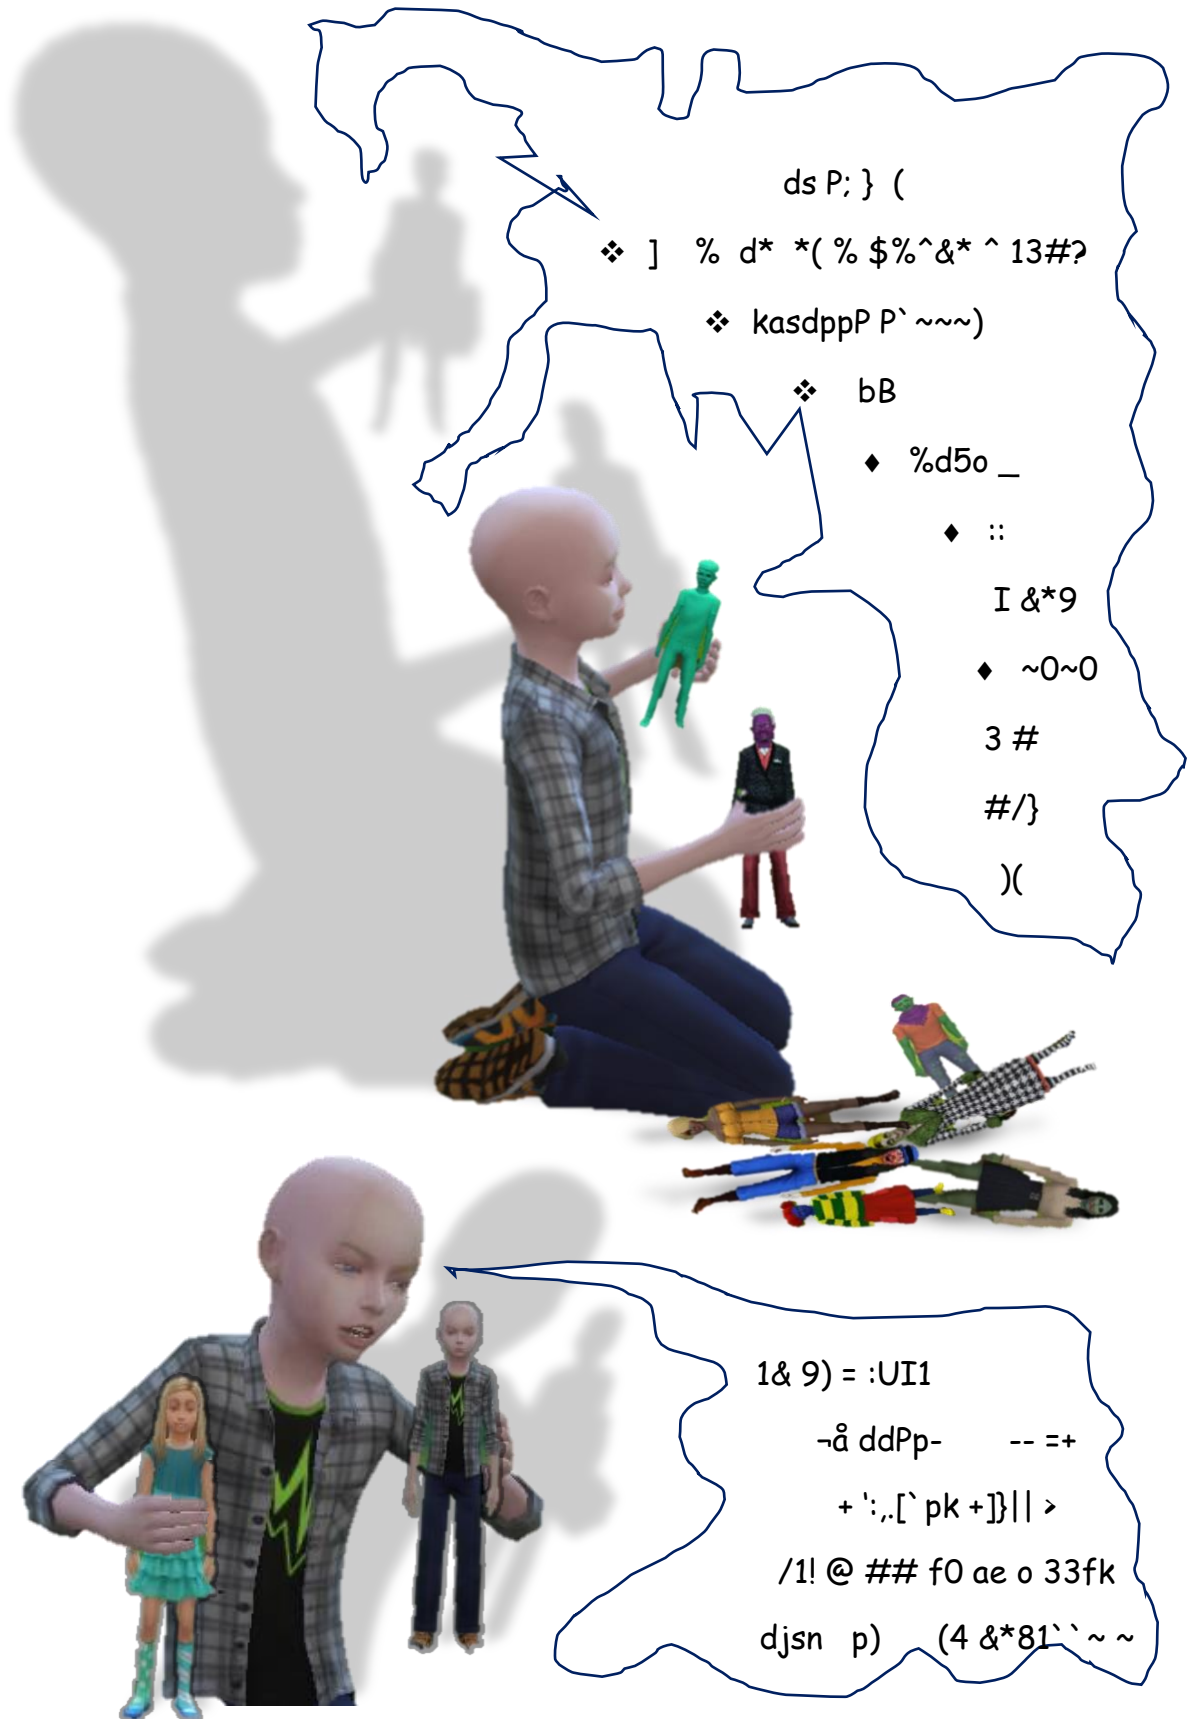 ds P; } (
❖ ] % d* *( % $%^&* ^ 13#?
❖ kasdppP P`~~~)
❖ bB
♦ %d5o _
♦ ::
I &*9
♦ ~0~0
3 #
#/}
)(
1& 9) = :UI1
¬å ddPp- -- =+
+ ‘:,.[`pk +]}|| >
/1! @ ## f0 ae o 33fk
djsn p) (4 &*81``~ ~